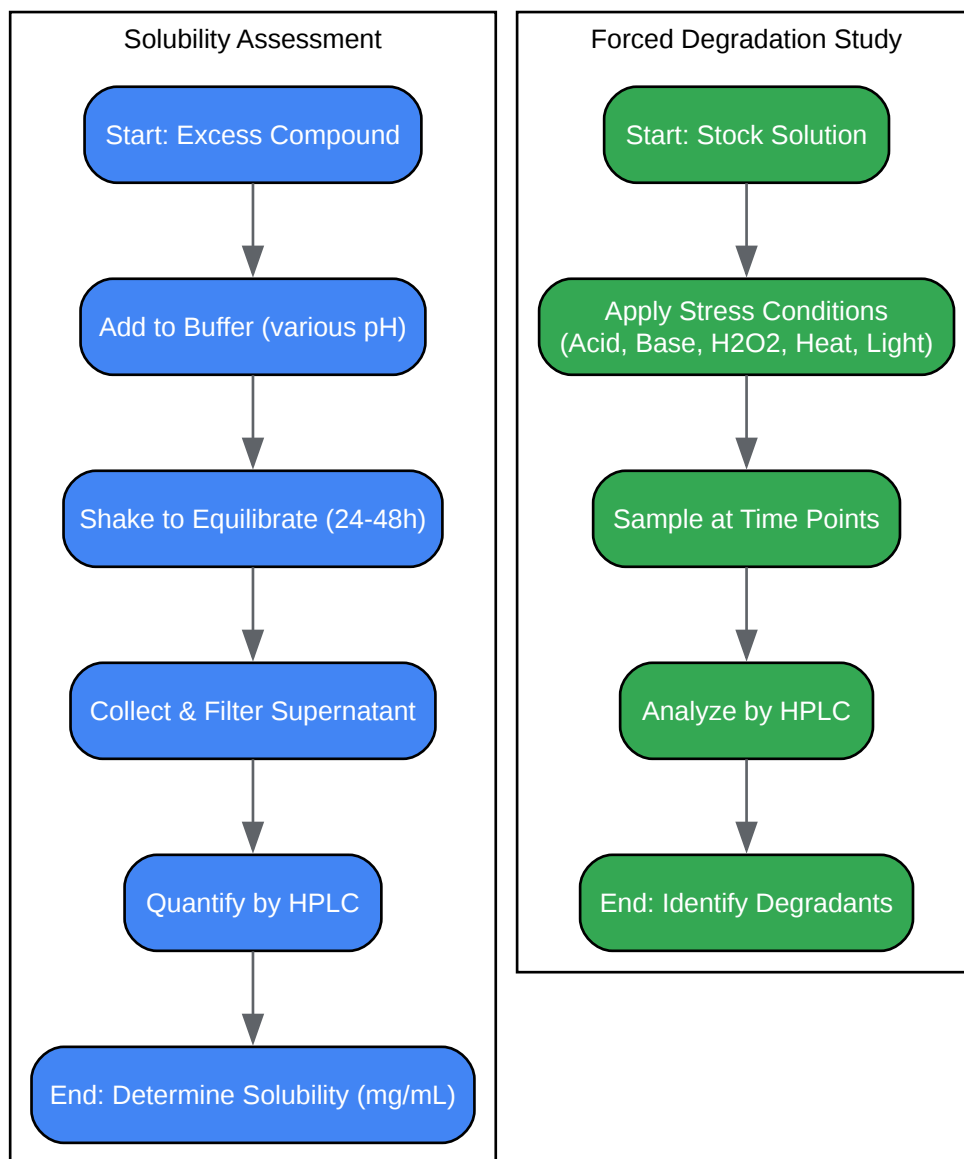 Solubility Assessment
Start: Excess Compound
Add to Buffer (various pH)
Shake to Equilibrate (24-48h)
Collect & Filter Supernatant
Quantify by HPLC
End: Determine Solubility (mg/mL)
Forced Degradation Study
Start: Stock Solution
Apply Stress Conditions
(Acid, Base, H2O2, Heat, Light)
Sample at Time Points
Analyze by HPLC
End: Identify Degradants